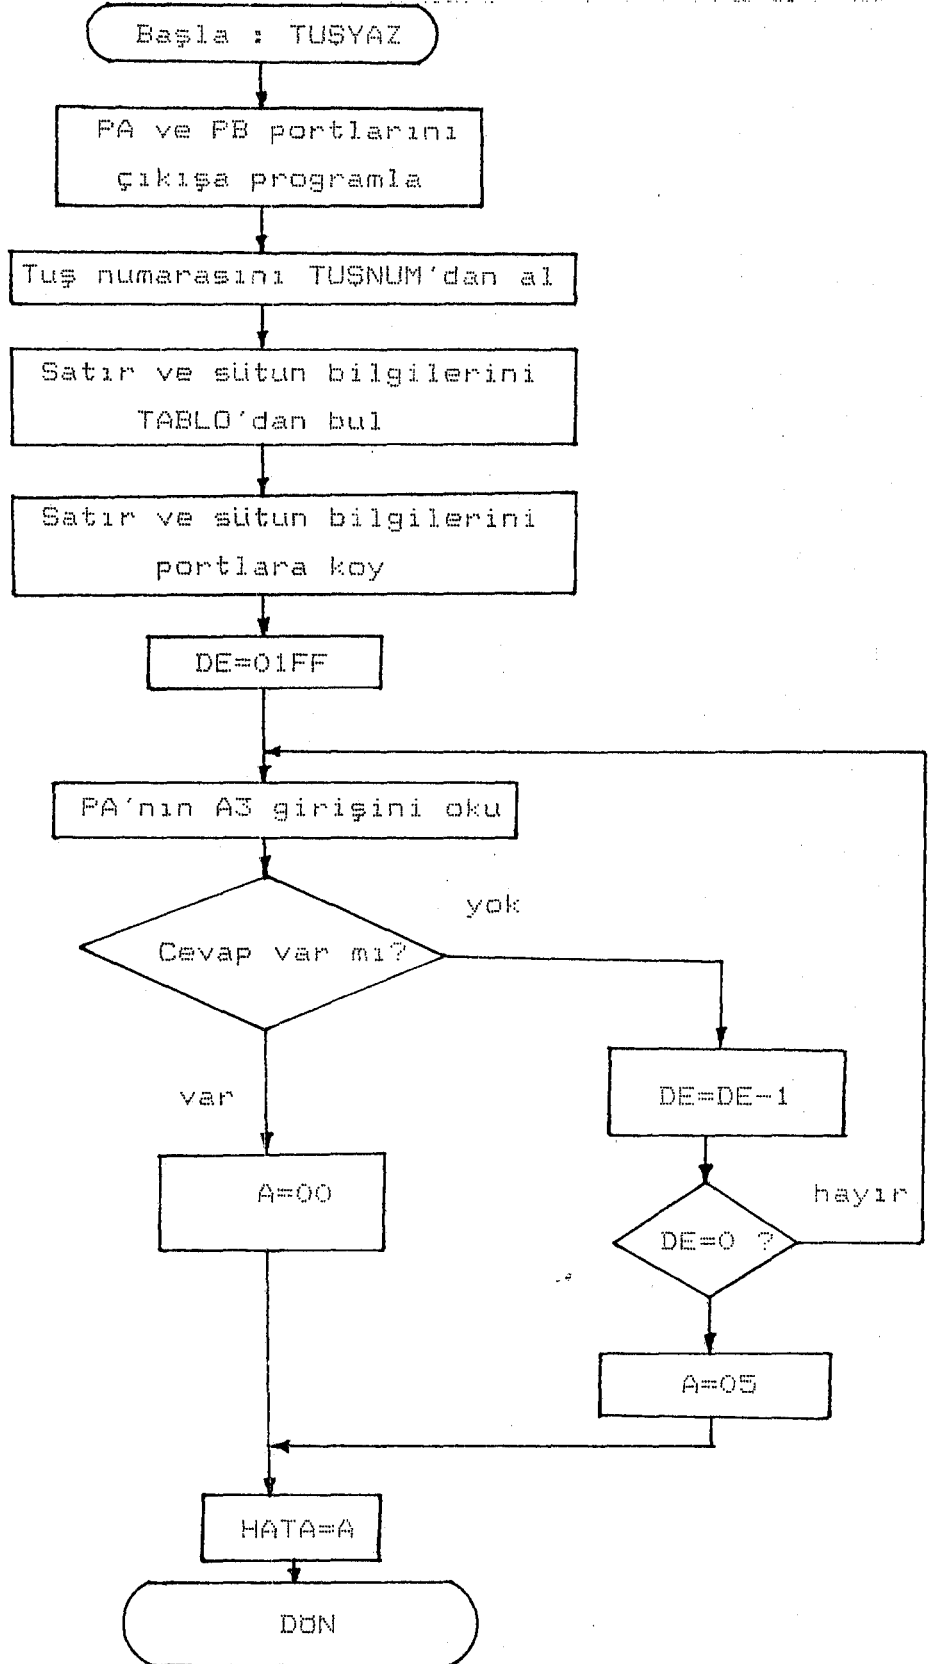 Başla : TUŞYAZ
PA ve PB portlarını
çıkışa programla
Tuş numarasını TUŞNUM'dan al
Satır ve sütun bilgilerini
TABLO'dan bul
Satır ve sütun bilgilerini
portlara koy
DE=01FF
PA'nın A3 girişini oku
yok
Cevap var mı?
var
DE=DE-1
A=00
hayır
DE=0 ?
A=05
HATA=A
DÖN